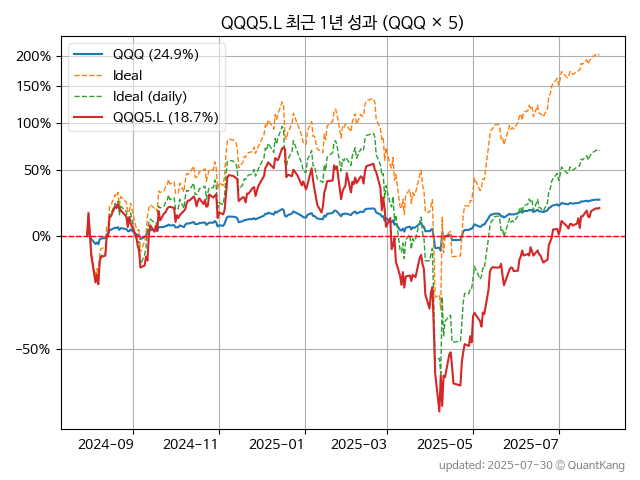 QQQ5.L 최근 1년 성과 (QQQ × 5)
QQQ (24.9%)
Ideal
Ideal (daily)
QQQ5.L (18.7%)
200%
150%
100%
50%
0%
−50%
2024-09
2024-11
2025-01
2025-03
2025-05
2025-07
updated: 2025-07-30 © QuantKang